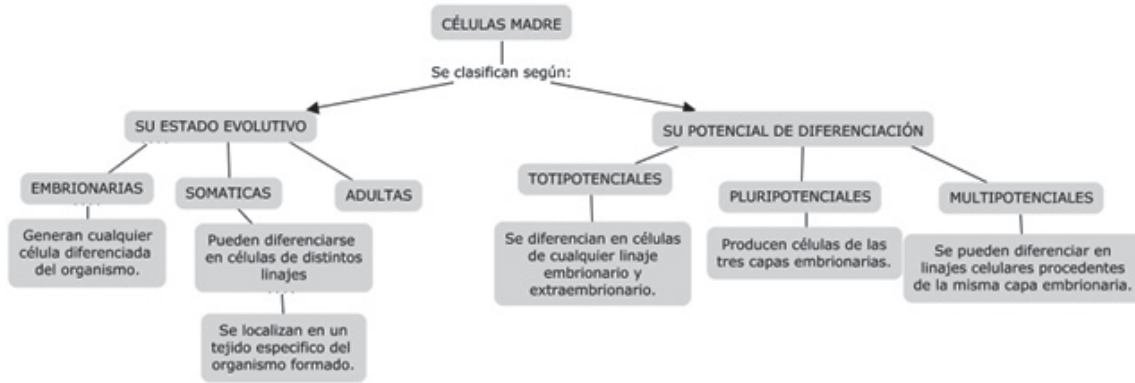 CÉLULAS MADRE
Se clasifican según:
SU ESTADO EVOLUTIVO
SU POTENCIAL DE DIFERENCIACIÓN
EMBRIONARIAS
SOMATICAS
ADULTAS
TOTIPOTENCIALES
PLURIPOTENCIALES
MULTIPOTENCIALES
Generan cualquier
célula diferenciada
del organismo.
Pueden diferenciarse
en células de distintos
linajes
Se localizan en un
tejido especifico del
organismo formado.
Se diferencian en células
de cualquier linaje
embrionario y
extraembrionario.
Producen células de las
tres capas embrionarias.
Se pueden diferenciar en
linajes celulares procedentes
de la misma capa embrionaria.